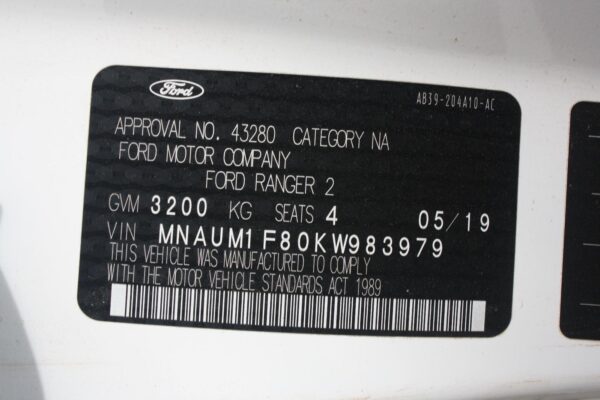 Ford
AB39-204A10-AC
APPROVAL NO. 43280 CATEGORY NA
FORD MOTOR COMPANY
FORD RANGER 2
GVM 3200 KG SEATS 4 05/19
VIN MNAUM1F80KW983979
THIS VEHICLE WAS MANUFACTURED TO COMPLY
WITH THE MOTOR VEHICLE STANDARDS ACT 1989